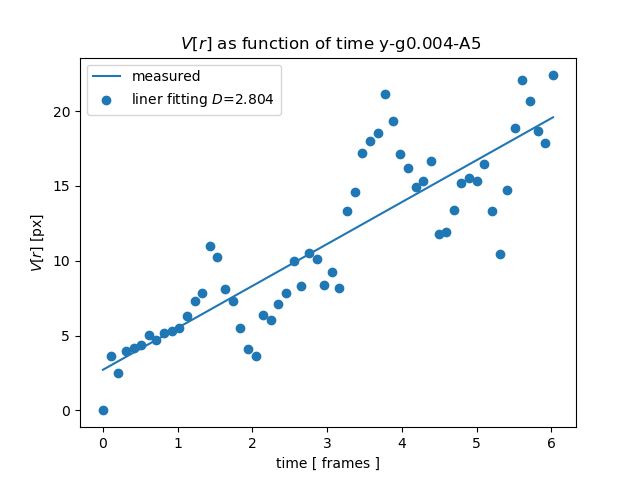 V[r] as function of time y-g0.004-A5
measured
liner fitting D=2.804
V[r] [px]
20
15
10
5
0
0 1 2 3 4 5 6
time [ frames ]